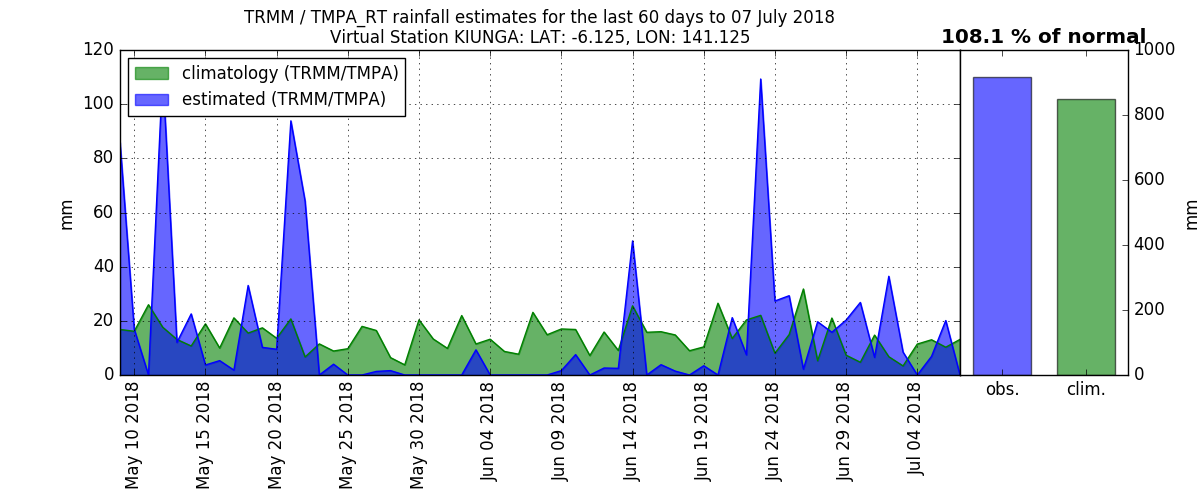 TRMM / TMPA_RT rainfall estimates for the last 60 days to 07 July 2018
Virtual Station KIUNGA: LAT: -6.125, LON: 141.125
108.1 % of normal
climatology (TRMM/TMPA)
estimated (TRMM/TMPA)
120
100
80
60
40
20
0
mm
May 10 2018
May 15 2018
May 20 2018
May 25 2018
May 30 2018
Jun 04 2018
Jun 09 2018
Jun 14 2018
Jun 19 2018
Jun 24 2018
Jun 29 2018
Jul 04 2018
obs.
clim.
1000
800
600
400
200
0
mm